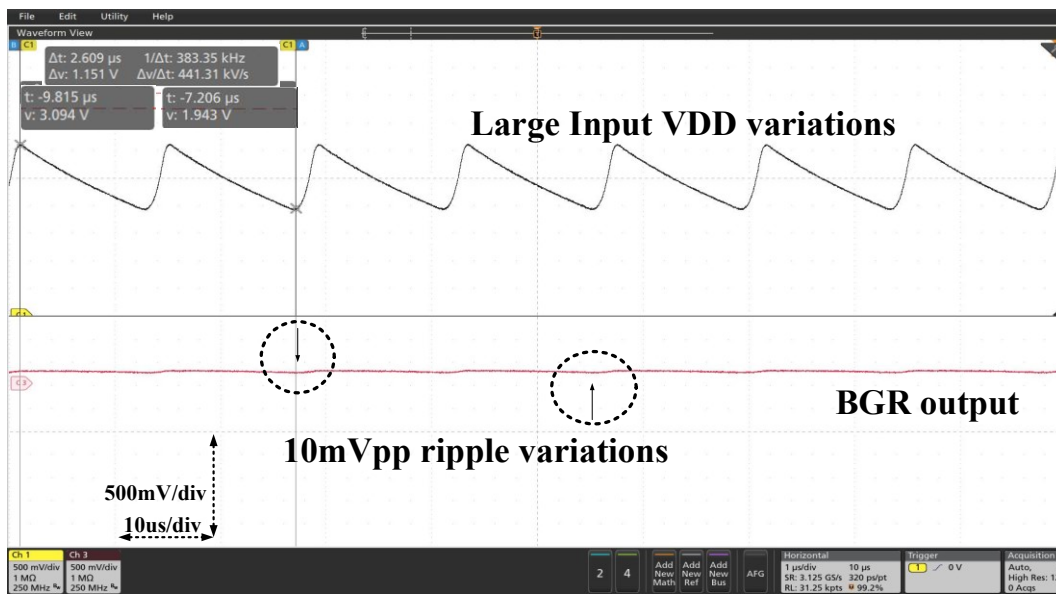 File Edit Utility Help
Waveform View
B C1
C1 A
Δt: 2.609 µs 1/Δt: 383.35 kHz
Δv: 1.151 V Δv/Δt: 441.31 kV/s
t: -9.815 µs
v: 3.094 V
t: -7.206 µs
v: 1.943 V
Large Input VDD variations
C1
C3
BGR output
10mVpp ripple variations
500mV/div
10us/div
Ch 1
500 mV/div
1 MΩ
250 MHz
Ch 3
500 mV/div
1 MΩ
250 MHz
2
4
Add
New
Math
Add
New
Ref
Add
New
Bus
AFG
Horizontal
1 µs/div 10 µs
SR: 3.125 GS/s 320 ps/pt
RL: 31.25 kpts 99.2%
Trigger
1 0 V
Acquisition
Auto,
High Res: 12
0 Acqs